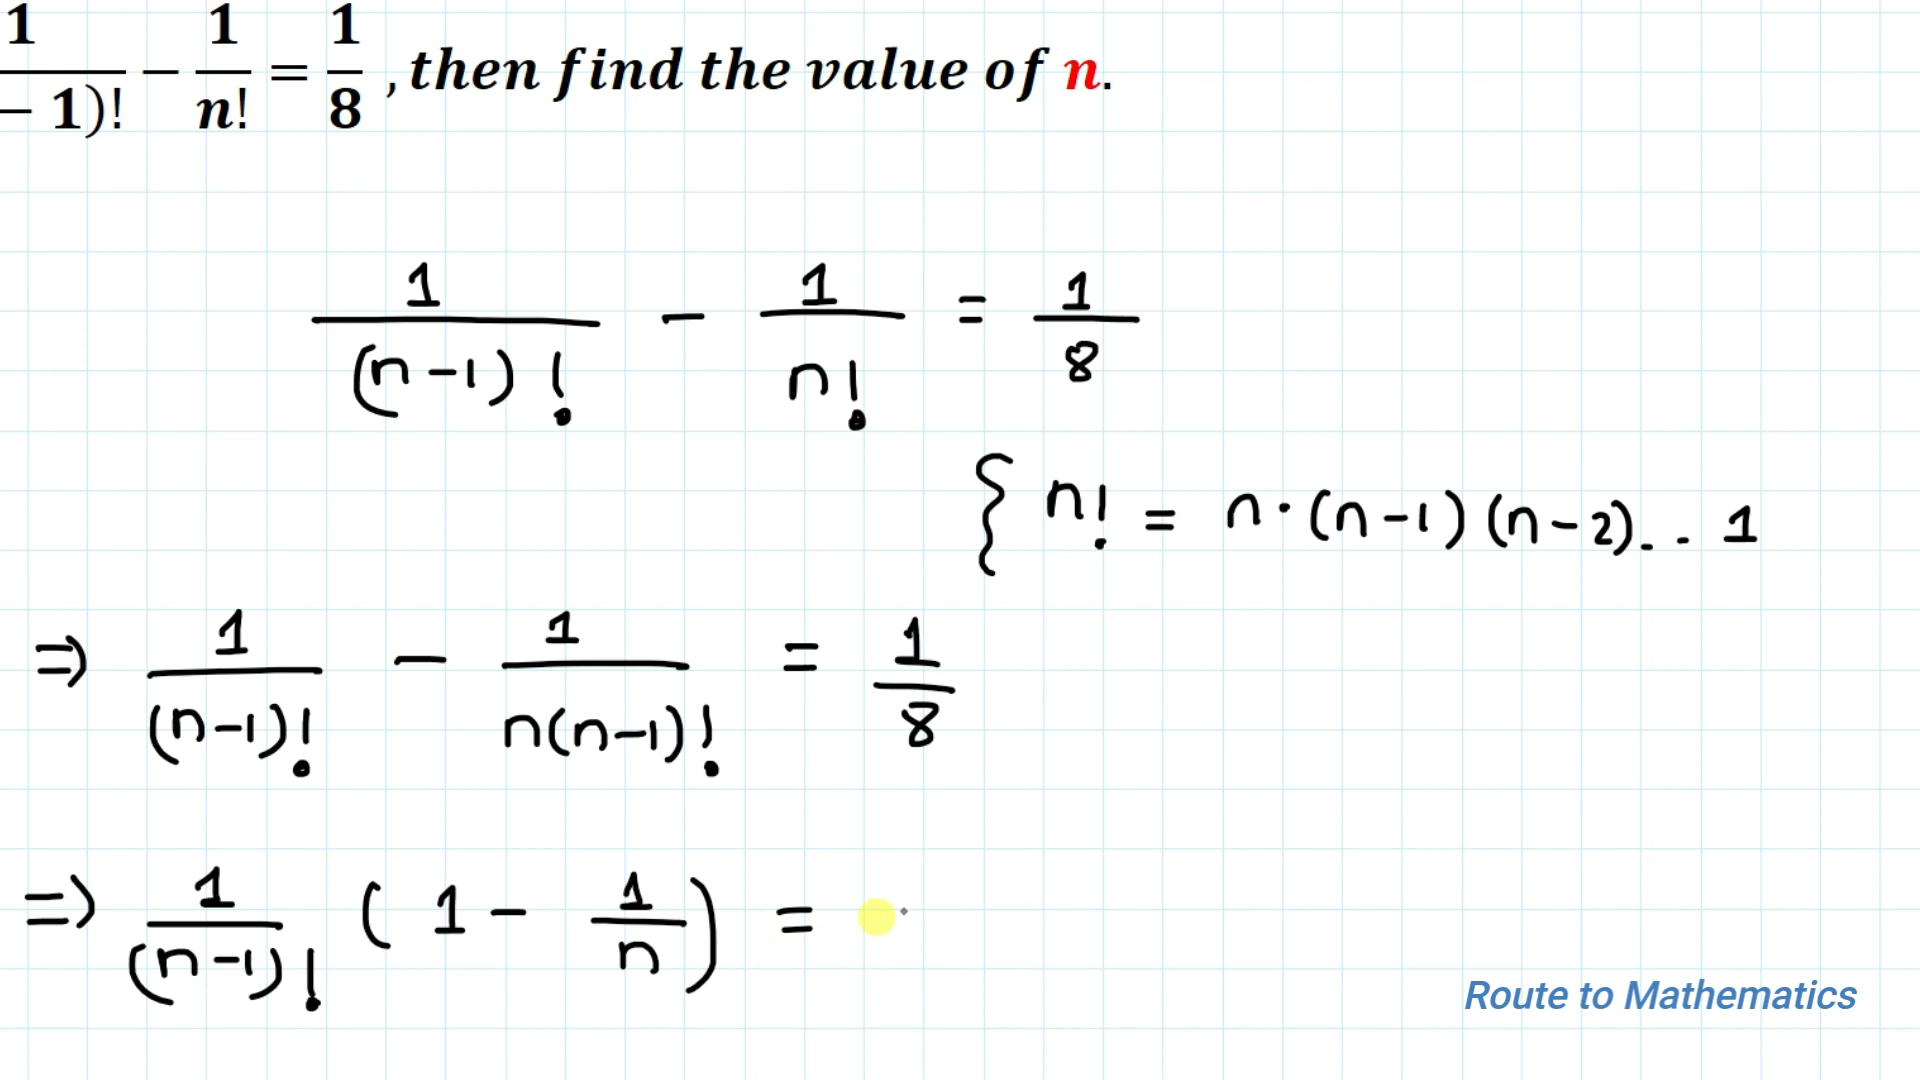 1/( − 1)! − 1/n! = 1/8 , then find the value of n.
1/(n-1)! - 1/n! = 1/8
{ n! = n·(n-1)(n-2)... 1
⇒ 1/(n-1)! - 1/n(n-1)! = 1/8
⇒ 1/(n-1)! (1 - 1/n) =
Route to Mathematics